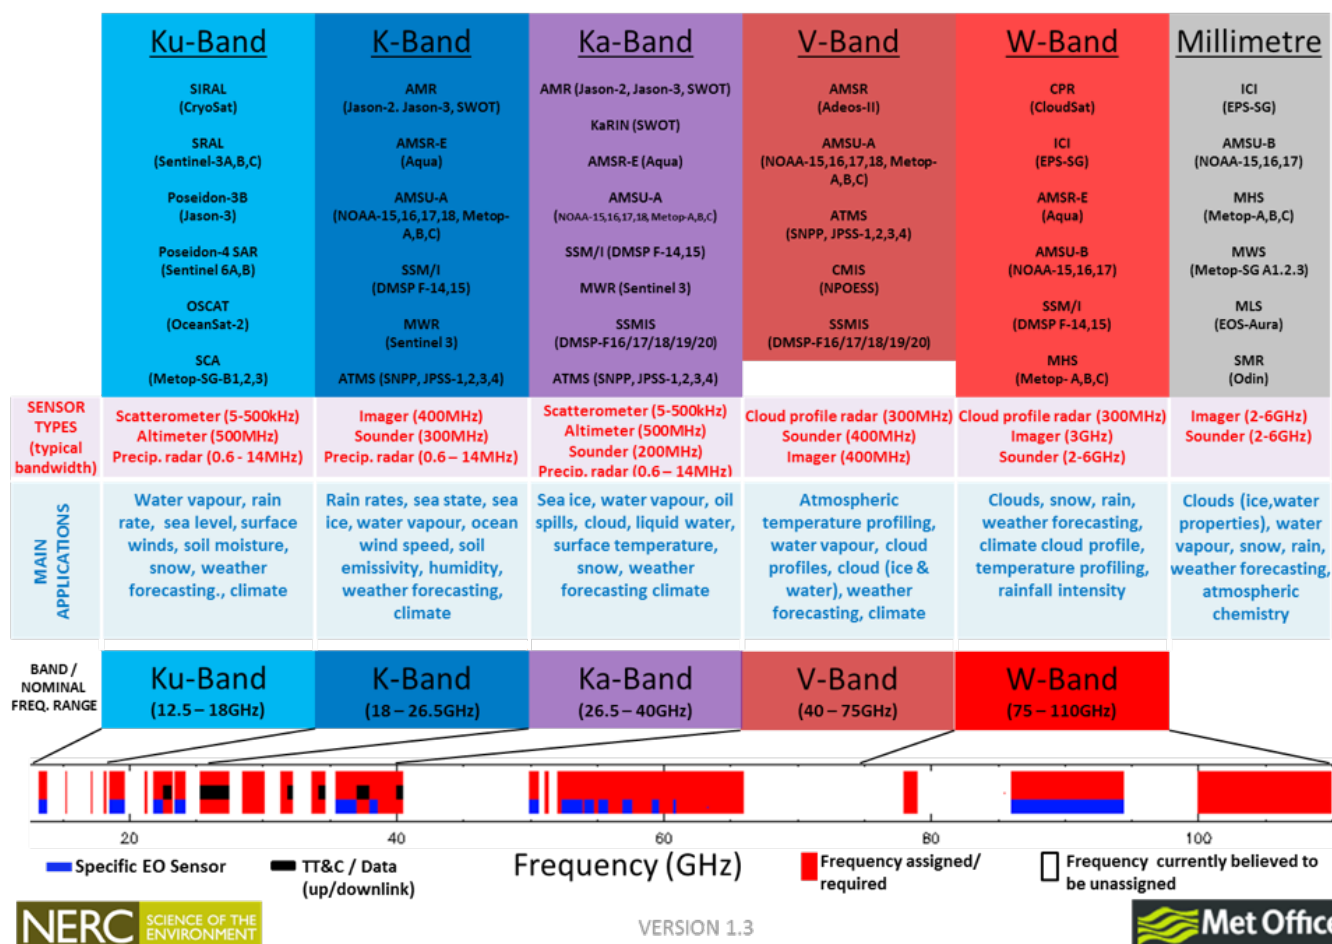 Ku-Band
SIRAL
(CryoSat)
SRAL
(Sentinel-3A,B,C)
Poseidon-3B
(Jason-3)
Poseidon-4 SAR
(Sentinel 6A,B)
OSCAT
(OceanSat-2)
SCA
(Metop-SG-B1,2,3)
K-Band
AMR
(Jason-2. Jason-3, SWOT)
AMSR-E
(Aqua)
AMSU-A
(NOAA-15,16,17,18, Metop-
A,B,C)
SSM/I
(DMSP F-14,15)
MWR
(Sentinel 3)
ATMS (SNPP, JPSS-1,2,3,4)
Ka-Band
AMR (Jason-2, Jason-3, SWOT)
KaRIN (SWOT)
AMSR-E (Aqua)
AMSU-A
(NOAA-15,16,17,18, Metop-A,B,C)
SSM/I (DMSP F-14,15)
MWR (Sentinel 3)
SSMIS
(DMSP-F16/17/18/19/20)
ATMS (SNPP, JPSS-1,2,3,4)
V-Band
AMSR
(Adeos-II)
AMSU-A
(NOAA-15,16,17,18, Metop-
A,B,C)
ATMS
(SNPP, JPSS-1,2,3,4)
CMIS
(NPOESS)
SSMIS
(DMSP-F16/17/18/19/20)
W-Band
CPR
(CloudSat)
ICI
(EPS-SG)
AMSR-E
(Aqua)
AMSU-B
(NOAA-15,16,17)
SSM/I
(DMSP F-14,15)
MHS
(Metop- A,B,C)
Millimetre
ICI
(EPS-SG)
AMSU-B
(NOAA-15,16,17)
MHS
(Metop-A,B,C)
MWS
(Metop-SG A1.2.3)
MLS
(EOS-Aura)
SMR
(Odin)
SENSOR
TYPES
(typical
bandwidth)
Scatterometer (5-500kHz)
Altimeter (500MHz)
Precip. radar (0.6 - 14MHz)
Imager (400MHz)
Sounder (300MHz)
Precip. radar (0.6 – 14MHz)
Scatterometer (5-500kHz)
Altimeter (500MHz)
Sounder (200MHz)
Precip. radar (0.6 – 14MHz)
Cloud profile radar (300MHz)
Sounder (400MHz)
Imager (400MHz)
Cloud profile radar (300MHz)
Imager (3GHz)
Sounder (2-6GHz)
Imager (2-6GHz)
Sounder (2-6GHz)
MAIN
APPLICATIONS
Water vapour, rain
rate, sea level, surface
winds, soil moisture,
snow, weather
forecasting., climate
Rain rates, sea state, sea
ice, water vapour, ocean
wind speed, soil
emissivity, humidity,
weather forecasting,
climate
Sea ice, water vapour, oil
spills, cloud, liquid water,
surface temperature,
snow, weather
forecasting climate
Atmospheric
temperature profiling,
water vapour, cloud
profiles, cloud (ice &
water), weather
forecasting, climate
Clouds, snow, rain,
weather forecasting,
climate cloud profile,
temperature profiling,
rainfall intensity
Clouds (ice,water
properties), water
vapour, snow, rain,
weather forecasting,
atmospheric
chemistry
BAND /
NOMINAL
FREQ. RANGE
Ku-Band
(12.5 – 18GHz)
K-Band
(18 – 26.5GHz)
Ka-Band
(26.5 – 40GHz)
V-Band
(40 – 75GHz)
W-Band
(75 – 110GHz)
20
40
60
80
100
Specific EO Sensor
TT&C / Data
(up/downlink)
Frequency (GHz)
Frequency assigned/
required
Frequency currently believed to
be unassigned
NERC
SCIENCE OF THE
ENVIRONMENT
VERSION 1.3
Met Office